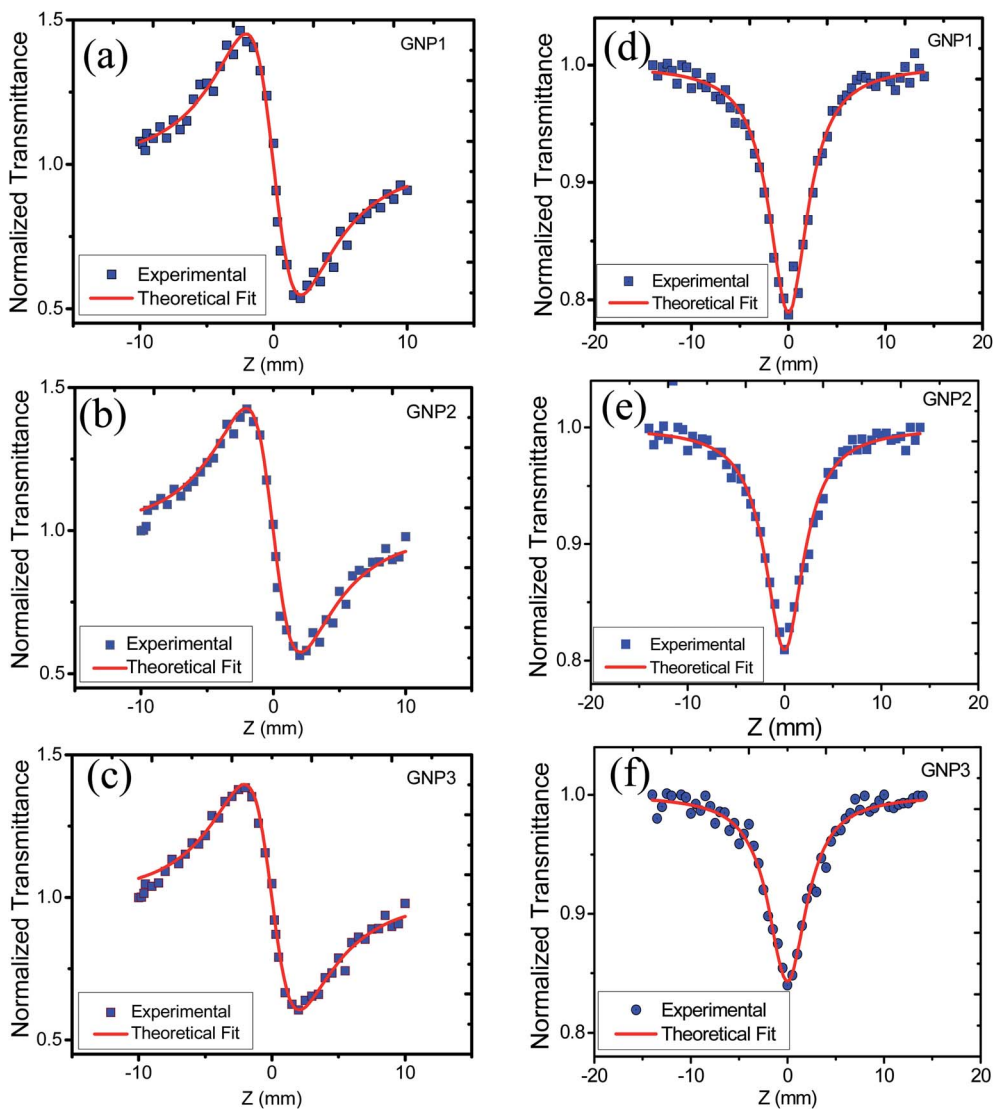 (a)
GNP1
Normalized Transmittance
1.5
1.0
0.5
Experimental
Theoretical Fit
-10
0
10
Z (mm)
(d)
GNP1
Normalized Transmittance
1.0
0.9
0.8
Experimental
Theoretical Fit
-20
-10
0
10
20
Z (mm)
(b)
GNP2
Normalized Transmittance
1.5
1.0
0.5
Experimental
Theoretical Fit
-10
0
10
Z (mm)
(e)
GNP2
Normalized Transmittance
1.0
0.9
0.8
Experimental
Theoretical Fit
-20
-10
0
10
20
Z (mm)
(c)
GNP3
Normalized Transmittance
1.5
1.0
0.5
Experimental
Theoretical Fit
-10
0
10
Z (mm)
(f)
GNP3
Normalized Transmittance
1.0
0.9
0.8
Experimental
Theoretical Fit
-20
-10
0
10
20
Z (mm)